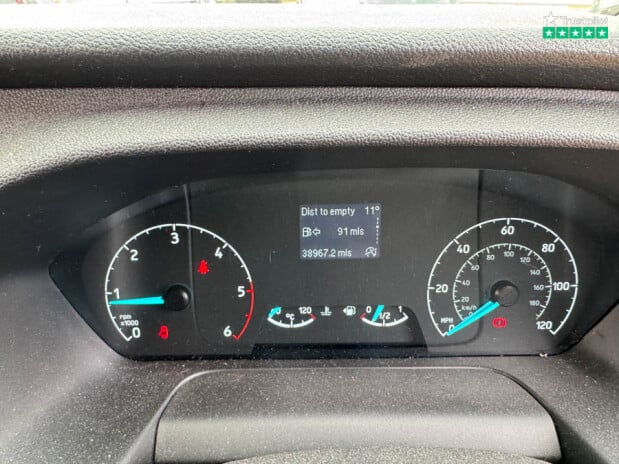 Trustpilot
Dist to empty 11°
91 mls
38967.2 mls
0 1 2 3 4 5 6
rpm
x1000
120
°C
0 1/2 1
0 20 40 60 80 100 120
MPH
0 20 40 60 80 100 120 140 160 180